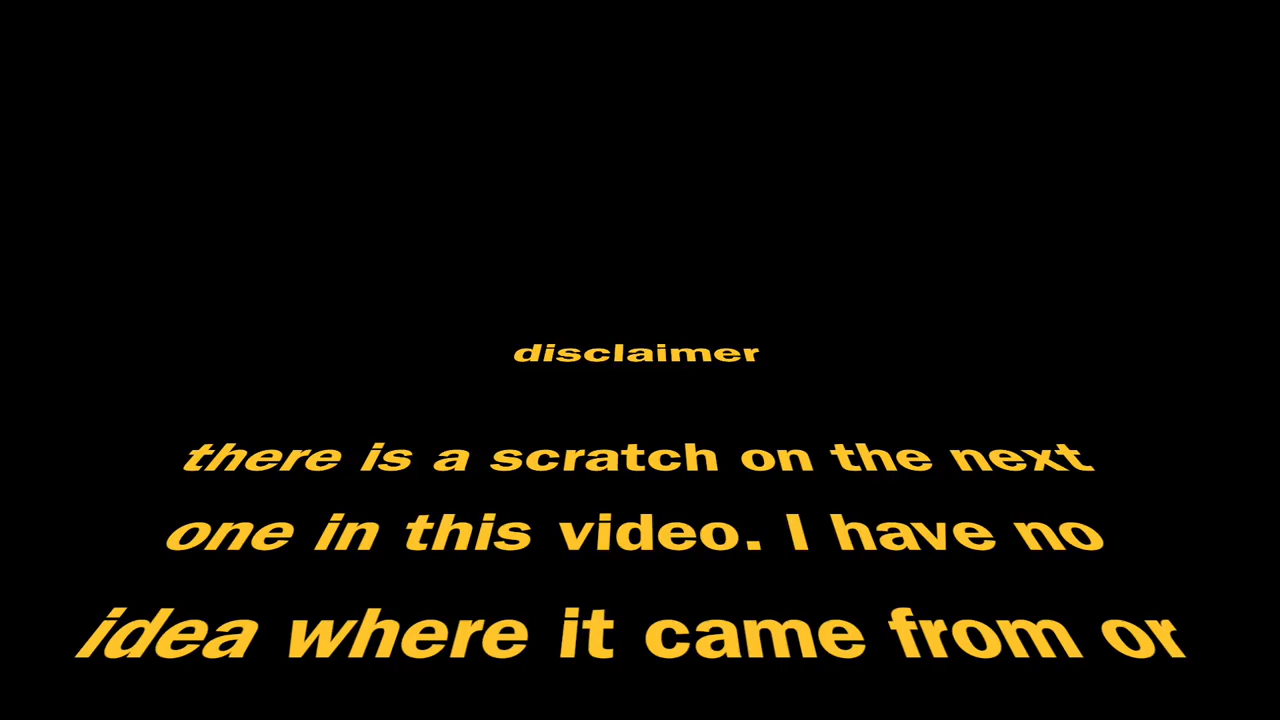 disclaimer
there is a scratch on the next
one in this video. I have no
idea where it came from or